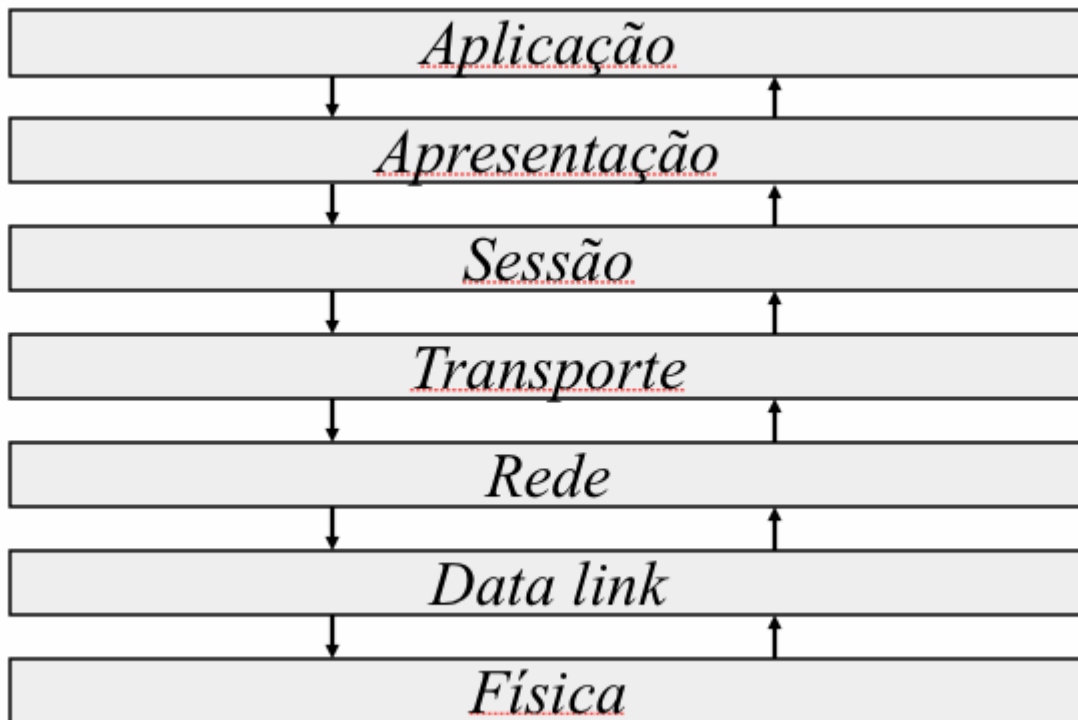 Aplicação
Apresentação
Sessão
Transporte
Rede
Data link
Física